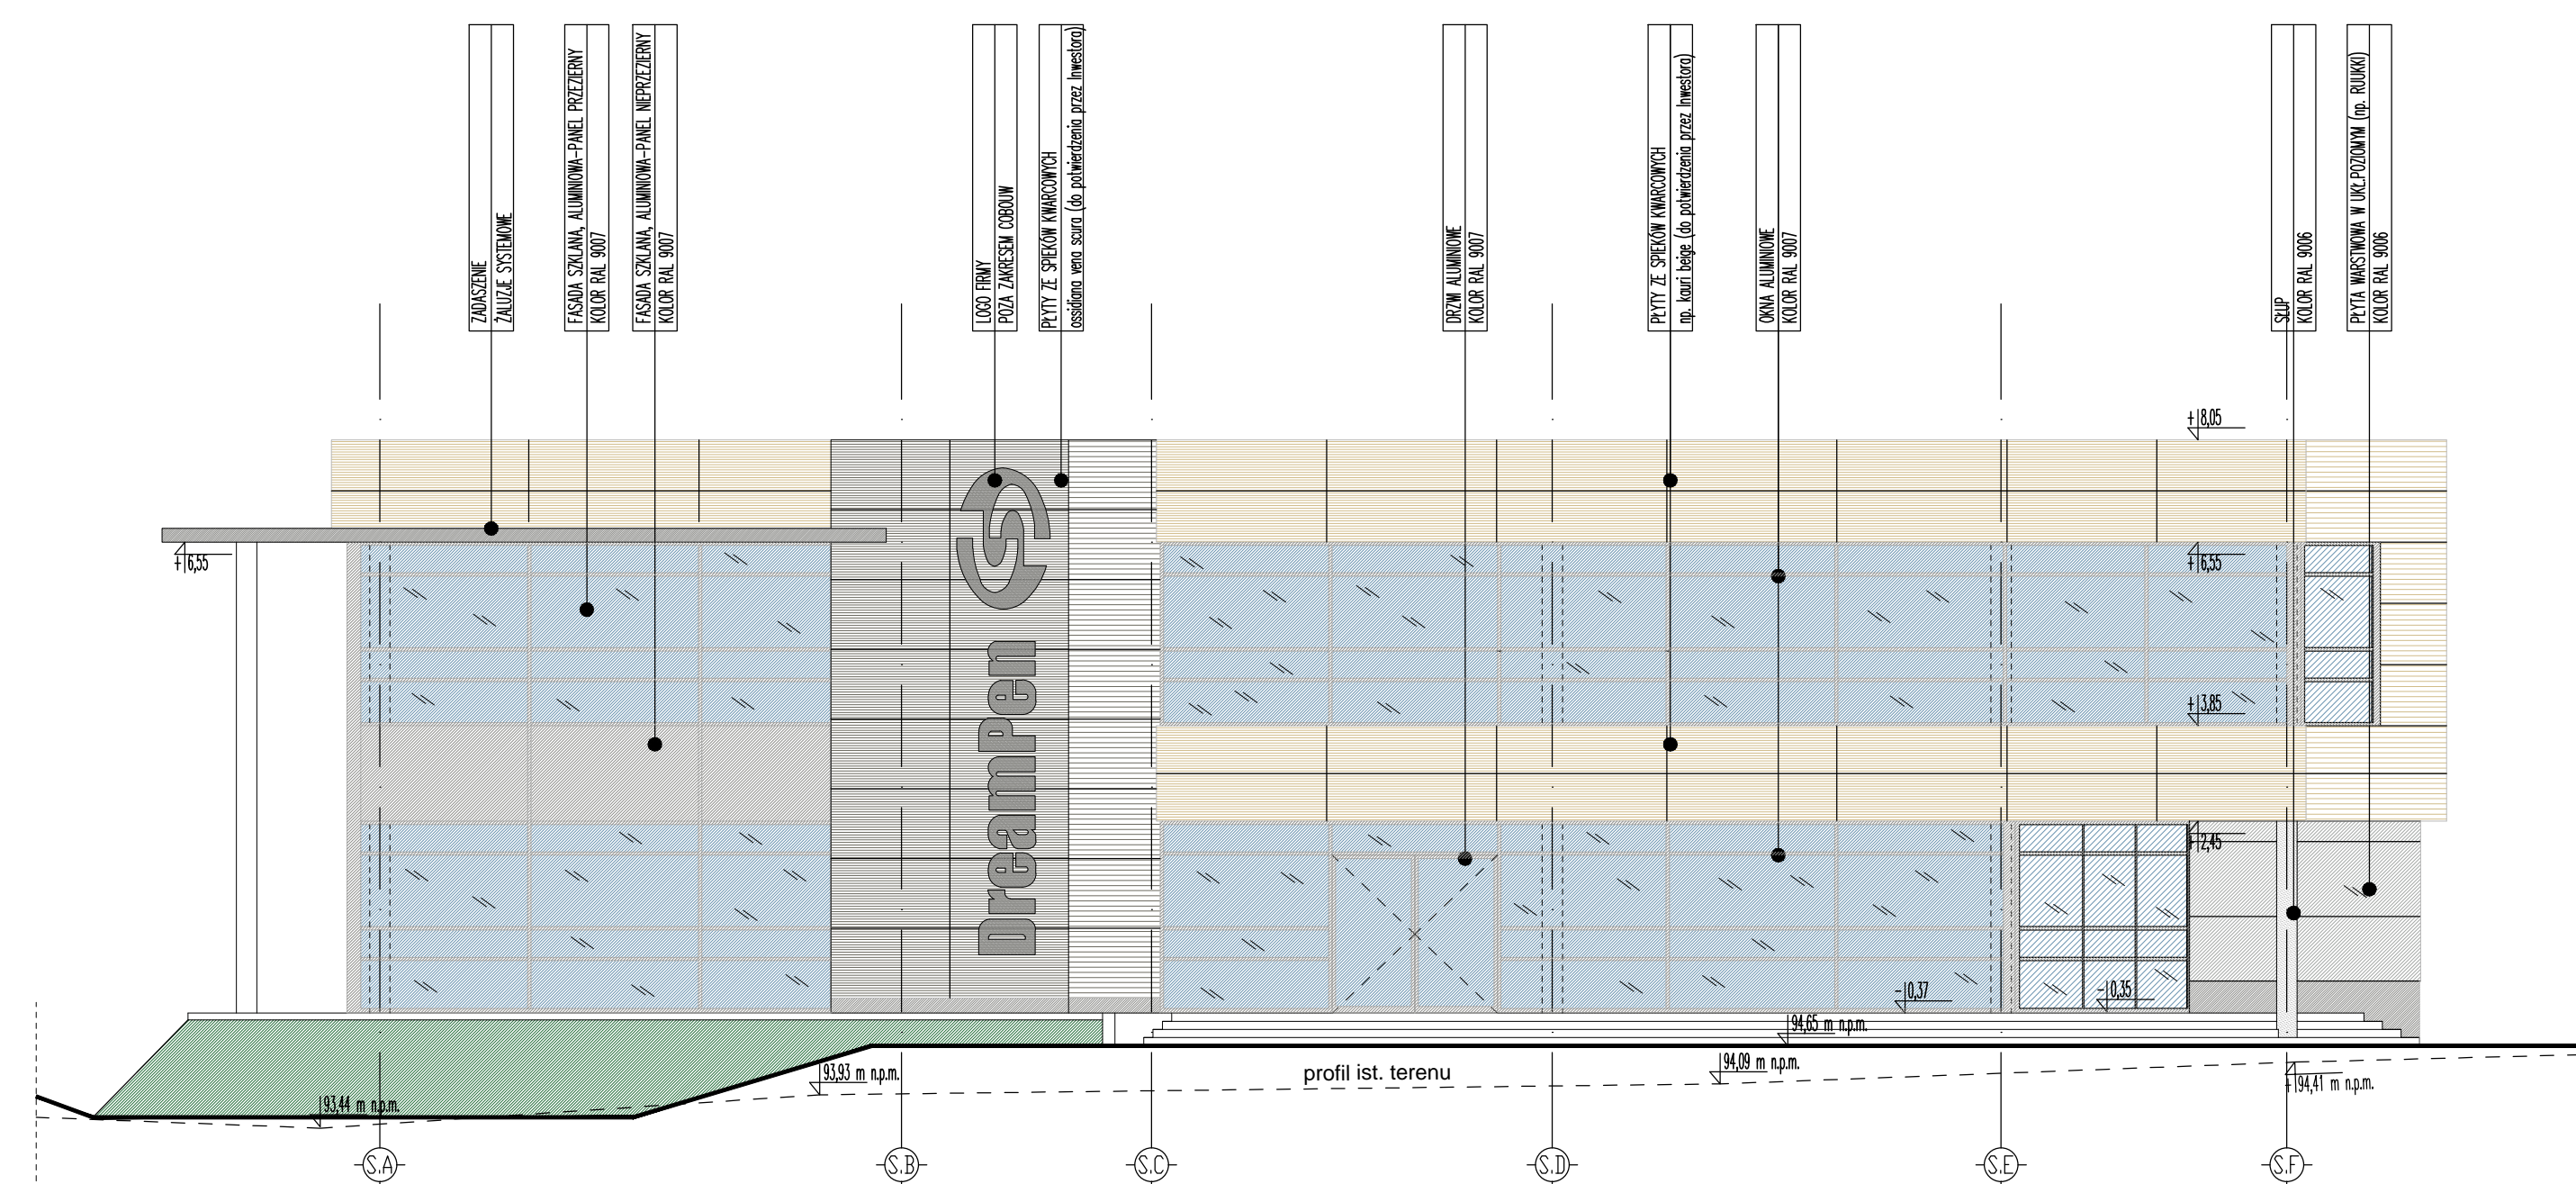 ZADASZENIE
ŻALUZJE SYSTEMOWE
FASADA SZKLANA, ALUMINIOWA-PANEL PRZEZIERNY
KOLOR RAL 9007
FASADA SZKLANA, ALUMINIOWA-PANEL NIEPRZEZIERNY
KOLOR RAL 9007
LOGO FIRMY
POZA ZAKRESEM COBOUW
PŁYTY ZE SPIEKÓW KWARCOWYCH
ossidiana vena scura (do potwierdzenia przez Inwestora)
DRZWI ALUMINIOWE
KOLOR RAL 9007
PŁYTY ZE SPIEKÓW KWARCOWYCH
np. kauri beige (do potwierdzenia przez Inwestora)
OKNA ALUMINIOWE
KOLOR RAL 9007
SŁUP
KOLOR RAL 9006
PŁYTA WARSTWOWA W UKŁ.POZIOMYM (np. RUUKKI)
KOLOR RAL 9006
+8,05
+6,55
+6,55
+3,85
+2,45
DreamPen
-0,37
-0,35
94,65 m n.p.m.
profil ist. terenu
94,09 m n.p.m.
93,93 m n.p.m.
+94,41 m n.p.m.
93,44 m n.p.m.
S.A
S.B
S.C
S.D
S.E
S.F